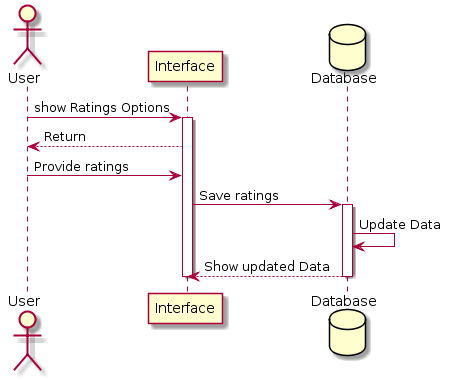 User
Interface
Database
show Ratings Options
Return
Provide ratings
Save ratings
Update Data
Show updated Data
User
Interface
Database